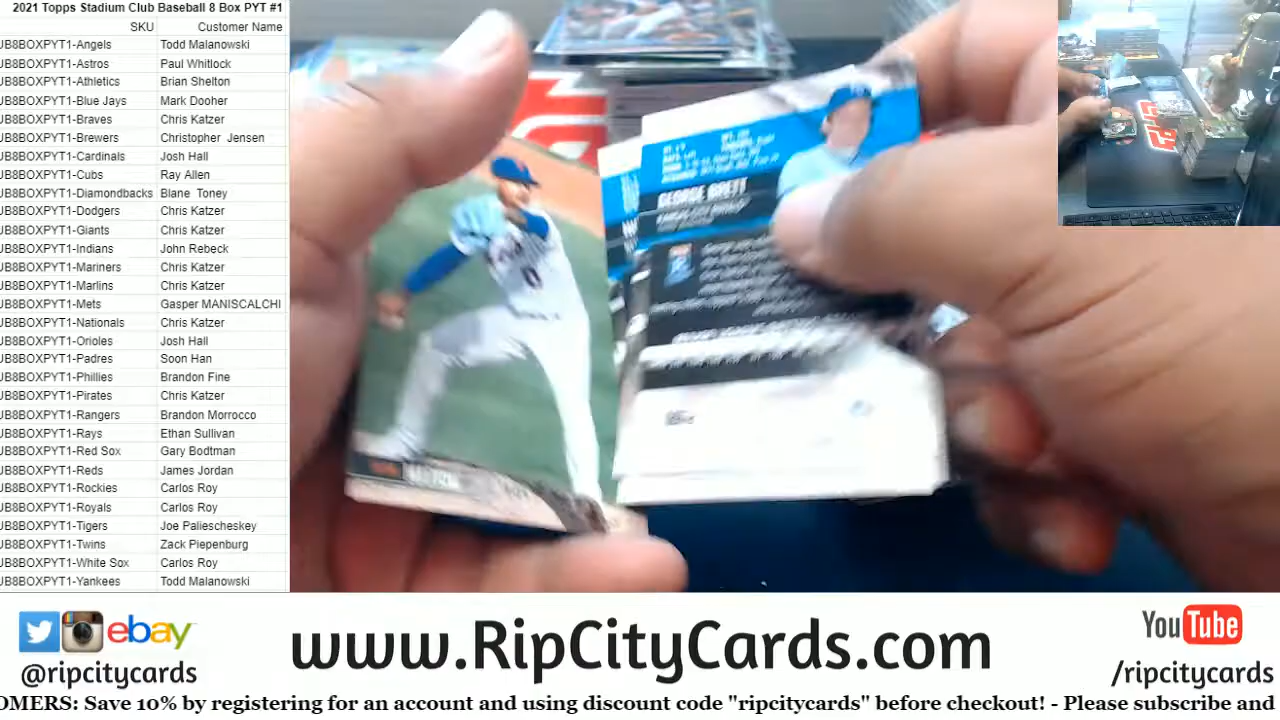 2021 Topps Stadium Club Baseball 8 Box PYT #1
SKU Customer Name
JB8BOXPYT1-Angels Todd Malanowski
JB8BOXPYT1-Astros Paul Whitlock
JB8BOXPYT1-Athletics Brian Shelton
JB8BOXPYT1-Blue Jays Mark Dooher
JB8BOXPYT1-Braves Chris Katzer
JB8BOXPYT1-Brewers Christopher Jensen
JB8BOXPYT1-Cardinals Josh Hall
JB8BOXPYT1-Cubs Ray Allen
JB8BOXPYT1-Diamondbacks Blane Toney
JB8BOXPYT1-Dodgers Chris Katzer
JB8BOXPYT1-Giants Chris Katzer
JB8BOXPYT1-Indians John Rebeck
JB8BOXPYT1-Mariners Chris Katzer
JB8BOXPYT1-Marlins Chris Katzer
JB8BOXPYT1-Mets Gasper MANISCALCHI
JB8BOXPYT1-Nationals Chris Katzer
JB8BOXPYT1-Orioles Josh Hall
JB8BOXPYT1-Padres Soon Han
JB8BOXPYT1-Phillies Brandon Fine
JB8BOXPYT1-Pirates Chris Katzer
JB8BOXPYT1-Rangers Brandon Morrocco
JB8BOXPYT1-Rays Ethan Sullivan
JB8BOXPYT1-Red Sox Gary Bodtman
JB8BOXPYT1-Reds James Jordan
JB8BOXPYT1-Rockies Carlos Roy
JB8BOXPYT1-Royals Carlos Roy
JB8BOXPYT1-Tigers Joe Paliescheskey
JB8BOXPYT1-Twins Zack Piepenburg
JB8BOXPYT1-White Sox Carlos Roy
JB8BOXPYT1-Yankees Todd Malanowski
GEORGE BRETT
ebay
@ripcitycards
www.RipCityCards.com
YouTube
/ripcitycards
OMERS: Save 10% by registering for an account and using discount code "ripcitycards" before checkout! - Please subscribe and